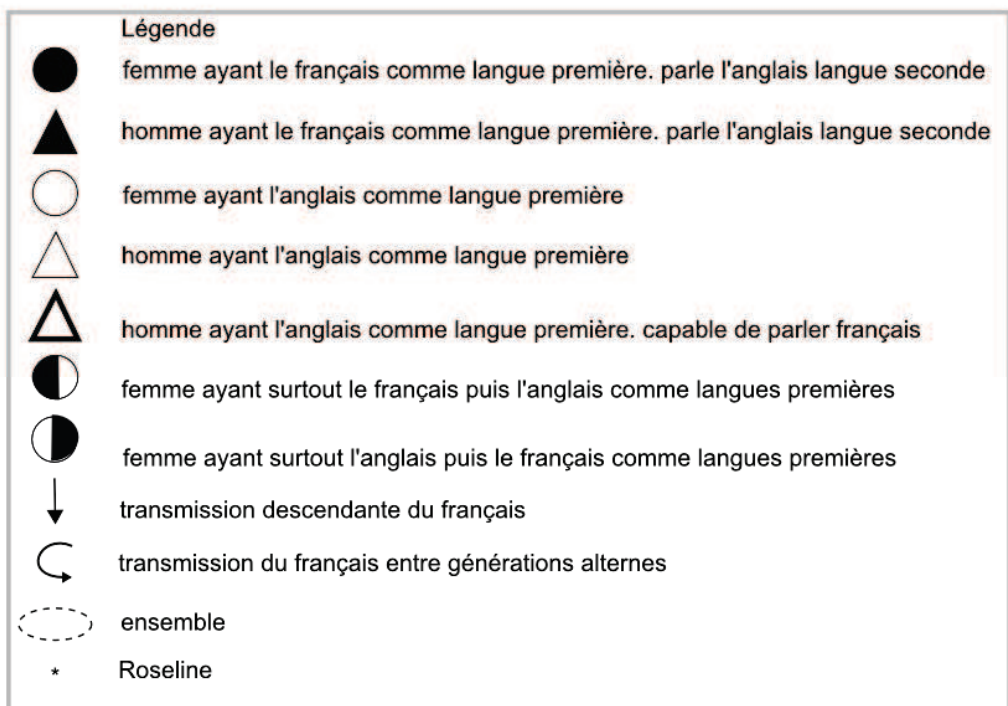 Légende
femme ayant le français comme langue première. parle l'anglais langue seconde
homme ayant le français comme langue première. parle l'anglais langue seconde
femme ayant l'anglais comme langue première
homme ayant l'anglais comme langue première
homme ayant l'anglais comme langue première. capable de parler français
femme ayant surtout le français puis l'anglais comme langues premières
femme ayant surtout l'anglais puis le français comme langues premières
transmission descendante du français
transmission du français entre générations alternes
ensemble
* Roseline